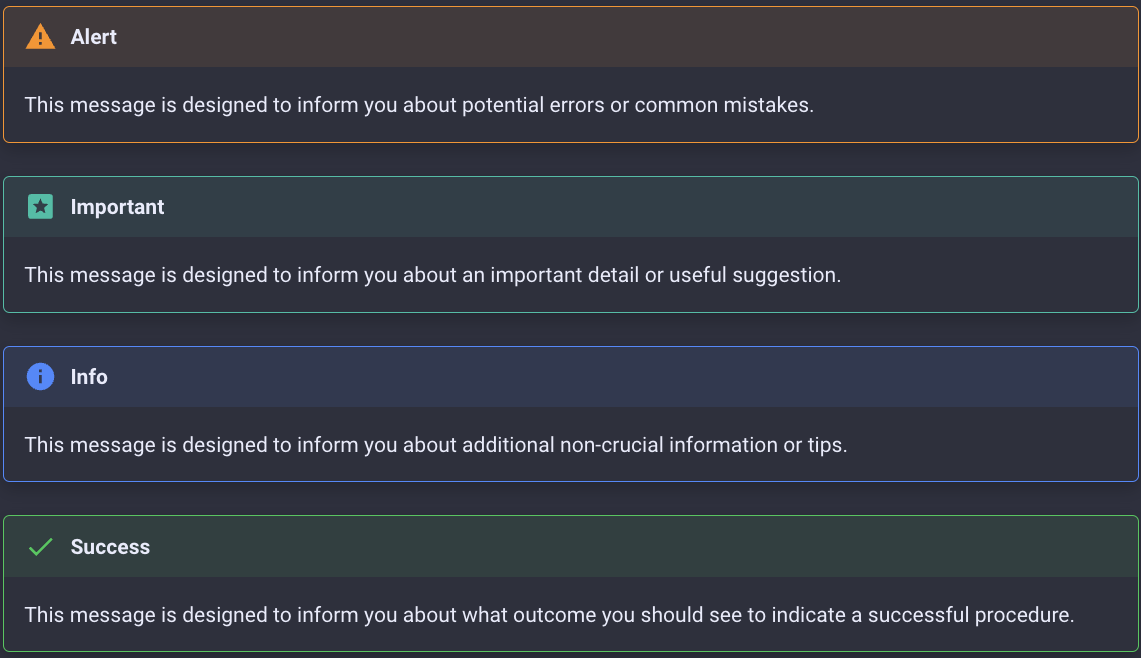 Alert
This message is designed to inform you about potential errors or common mistakes.
Important
This message is designed to inform you about an important detail or useful suggestion.
Info
This message is designed to inform you about additional non-crucial information or tips.
Success
This message is designed to inform you about what outcome you should see to indicate a successful procedure.